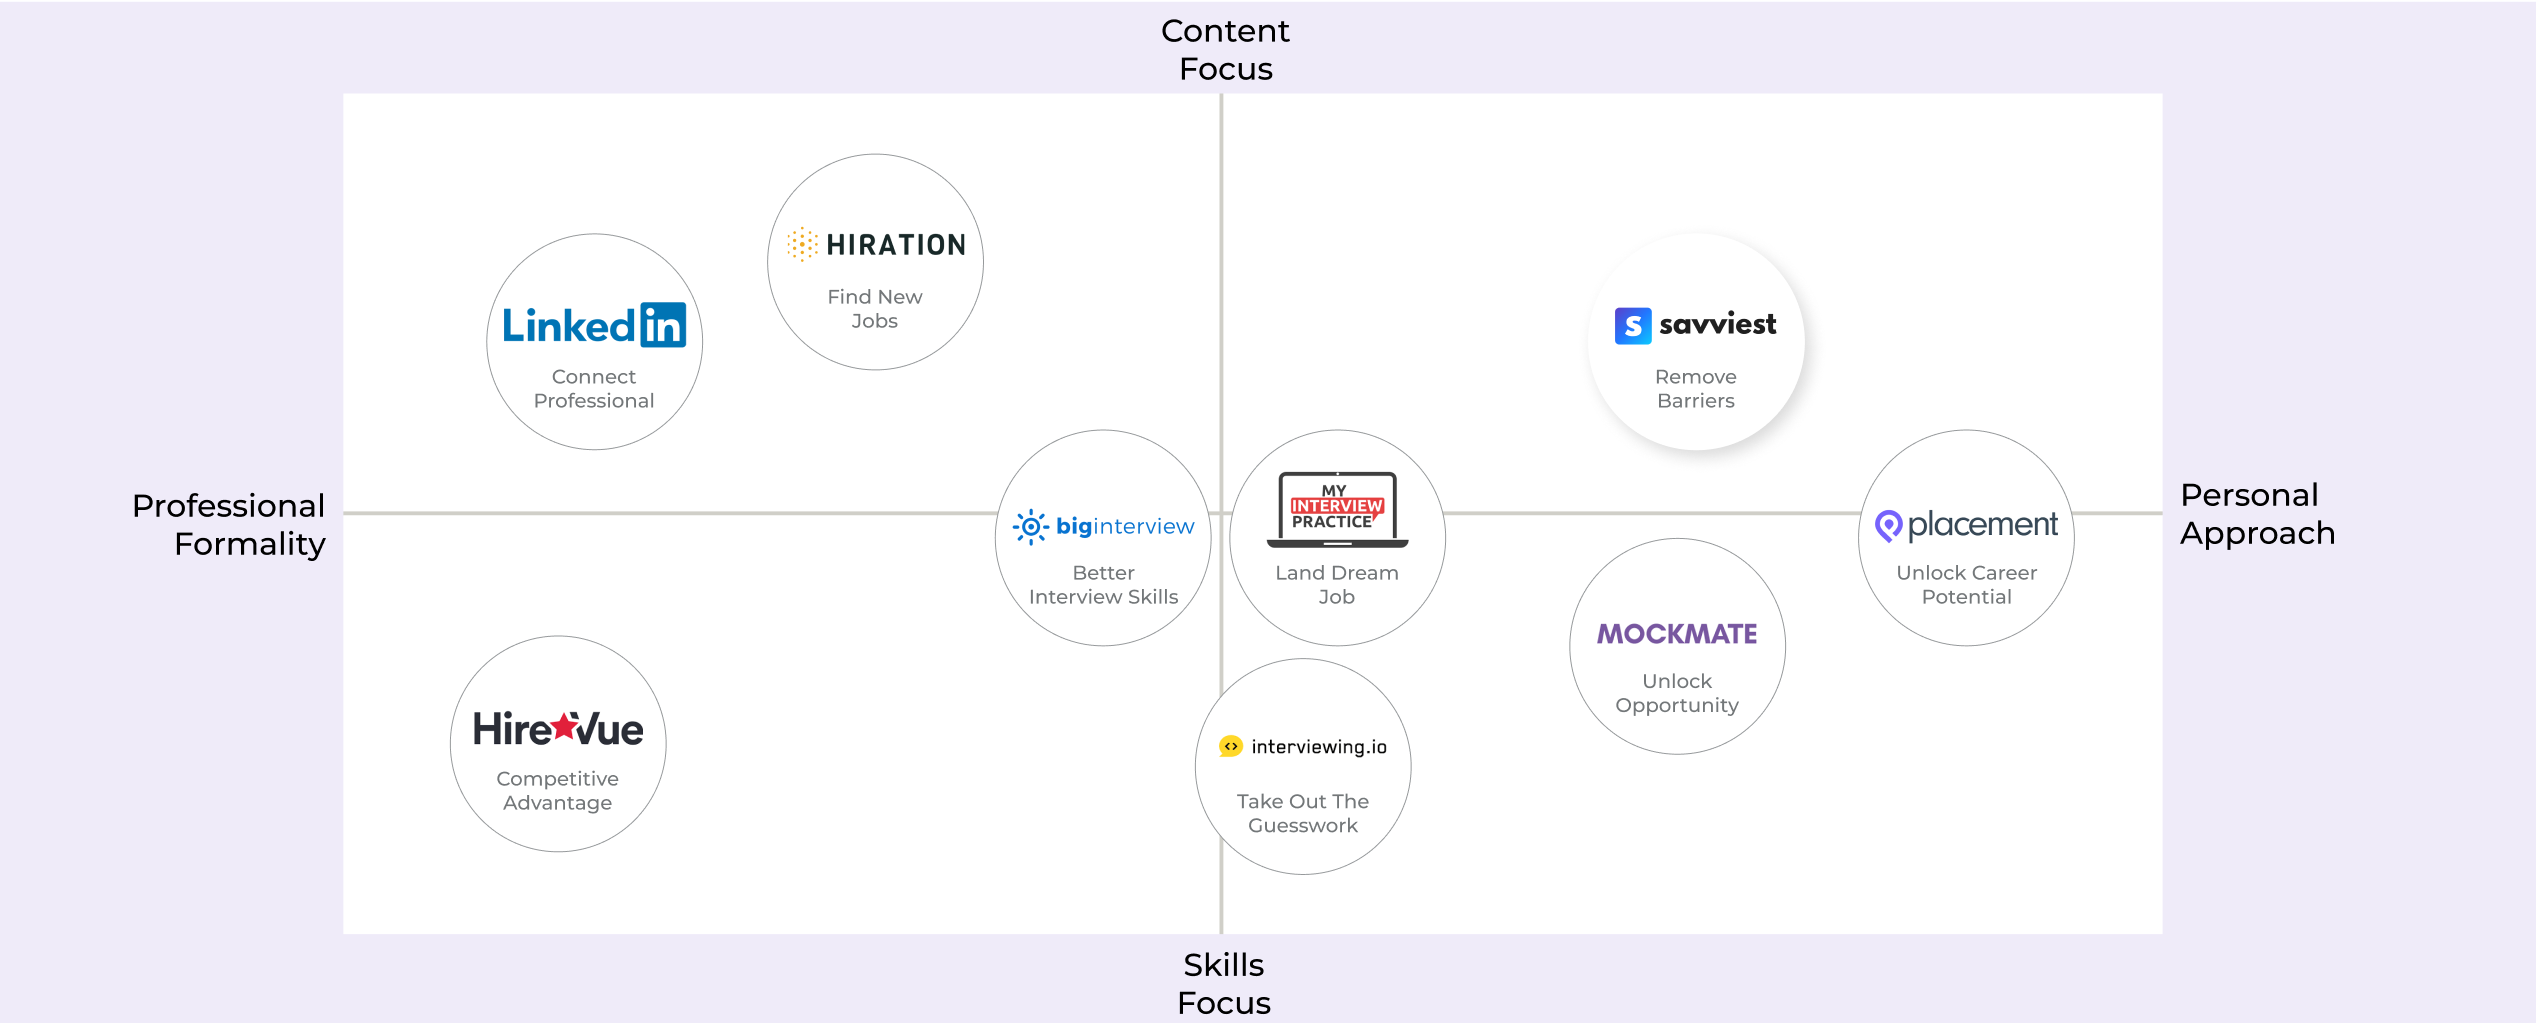 Content
Focus
HIRATION
Find New
Jobs
Linkedin
Connect
Professional
S savviest
Remove
Barriers
Professional
Formality
biginterview
Better
Interview Skills
MY
INTERVIEW
PRACTICE
Land Dream
Job
placement
Unlock Career
Potential
Personal
Approach
MOCKMATE
Unlock
Opportunity
HireVue
Competitive
Advantage
<> interviewing.io
Take Out The
Guesswork
Skills
Focus